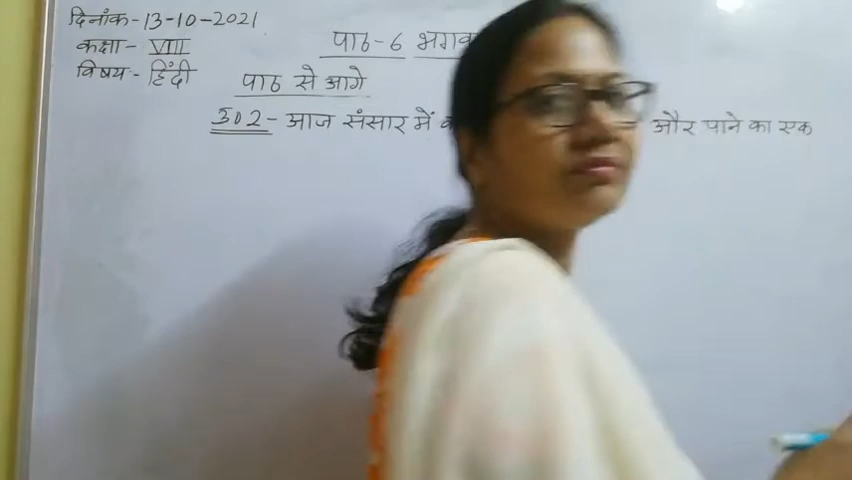 दिनांक-13-10-2021
कक्षा- VIII
विषय- हिंदी
पाठ-6
पाठ से आगे
उ02- आज संसार में और पाने का एक